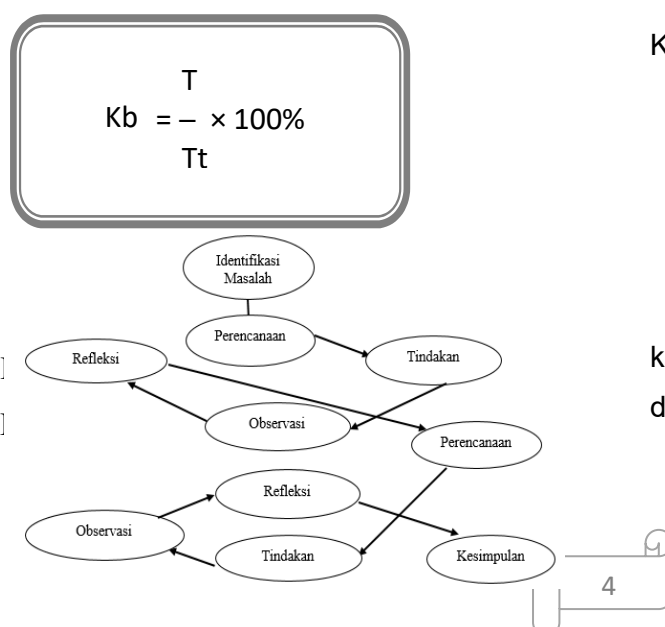 T
Kb = — × 100%
Tt
K
Identifikasi
Masalah
Perencanaan
Refleksi
Tindakan
k
d
Observasi
Perencanaan
Refleksi
Observasi
Tindakan
Kesimpulan
4